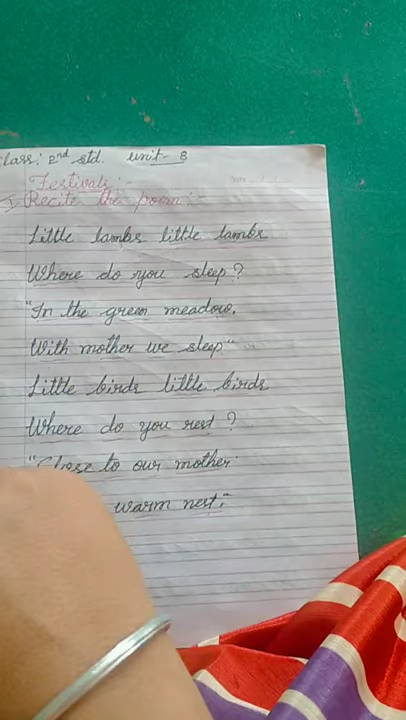 Class: 2nd std. unit - 8
Festivals :-
I. Recite the poem :-
Little lambs little lambs
Where do you sleep?
"In the green meadow.
With mother we sleep"
Little birds little birds
Where do you rest?
"Close to our mother
warm nest."